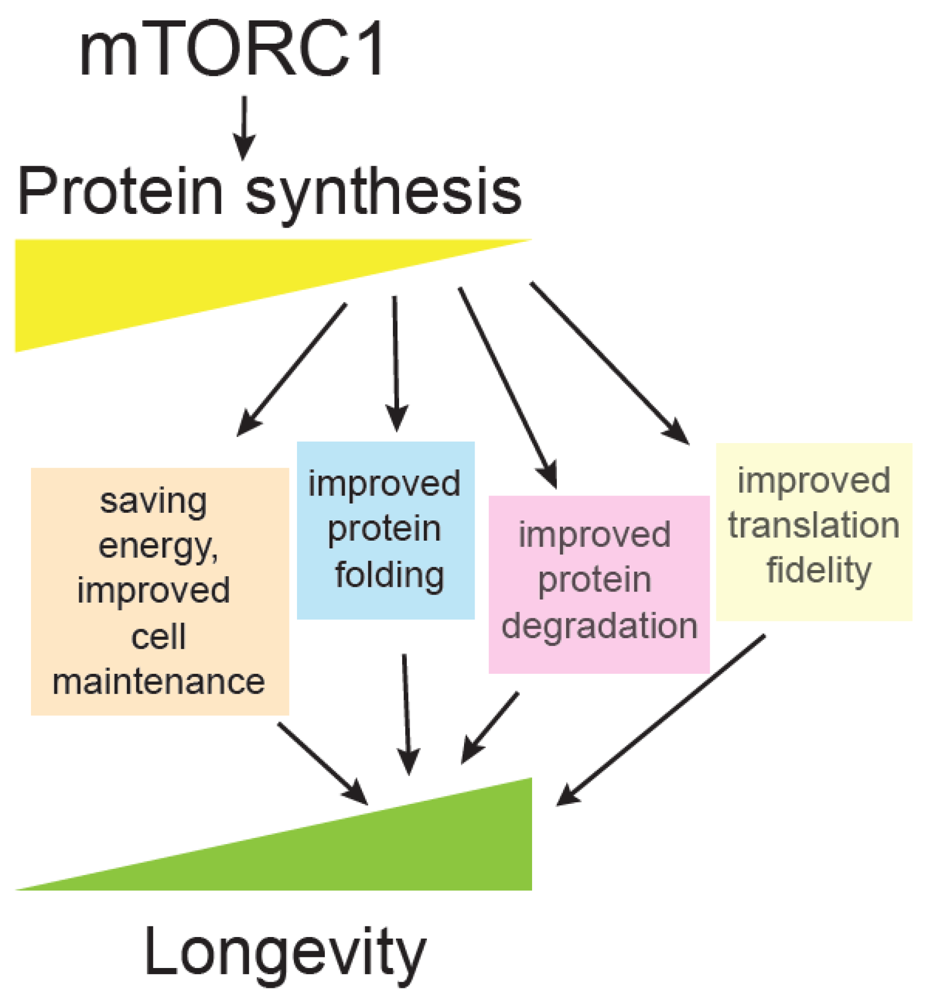 mTORC1
Protein synthesis
saving
energy,
improved
cell
maintenance
improved
protein
folding
improved
protein
degradation
improved
translation
fidelity
Longevity